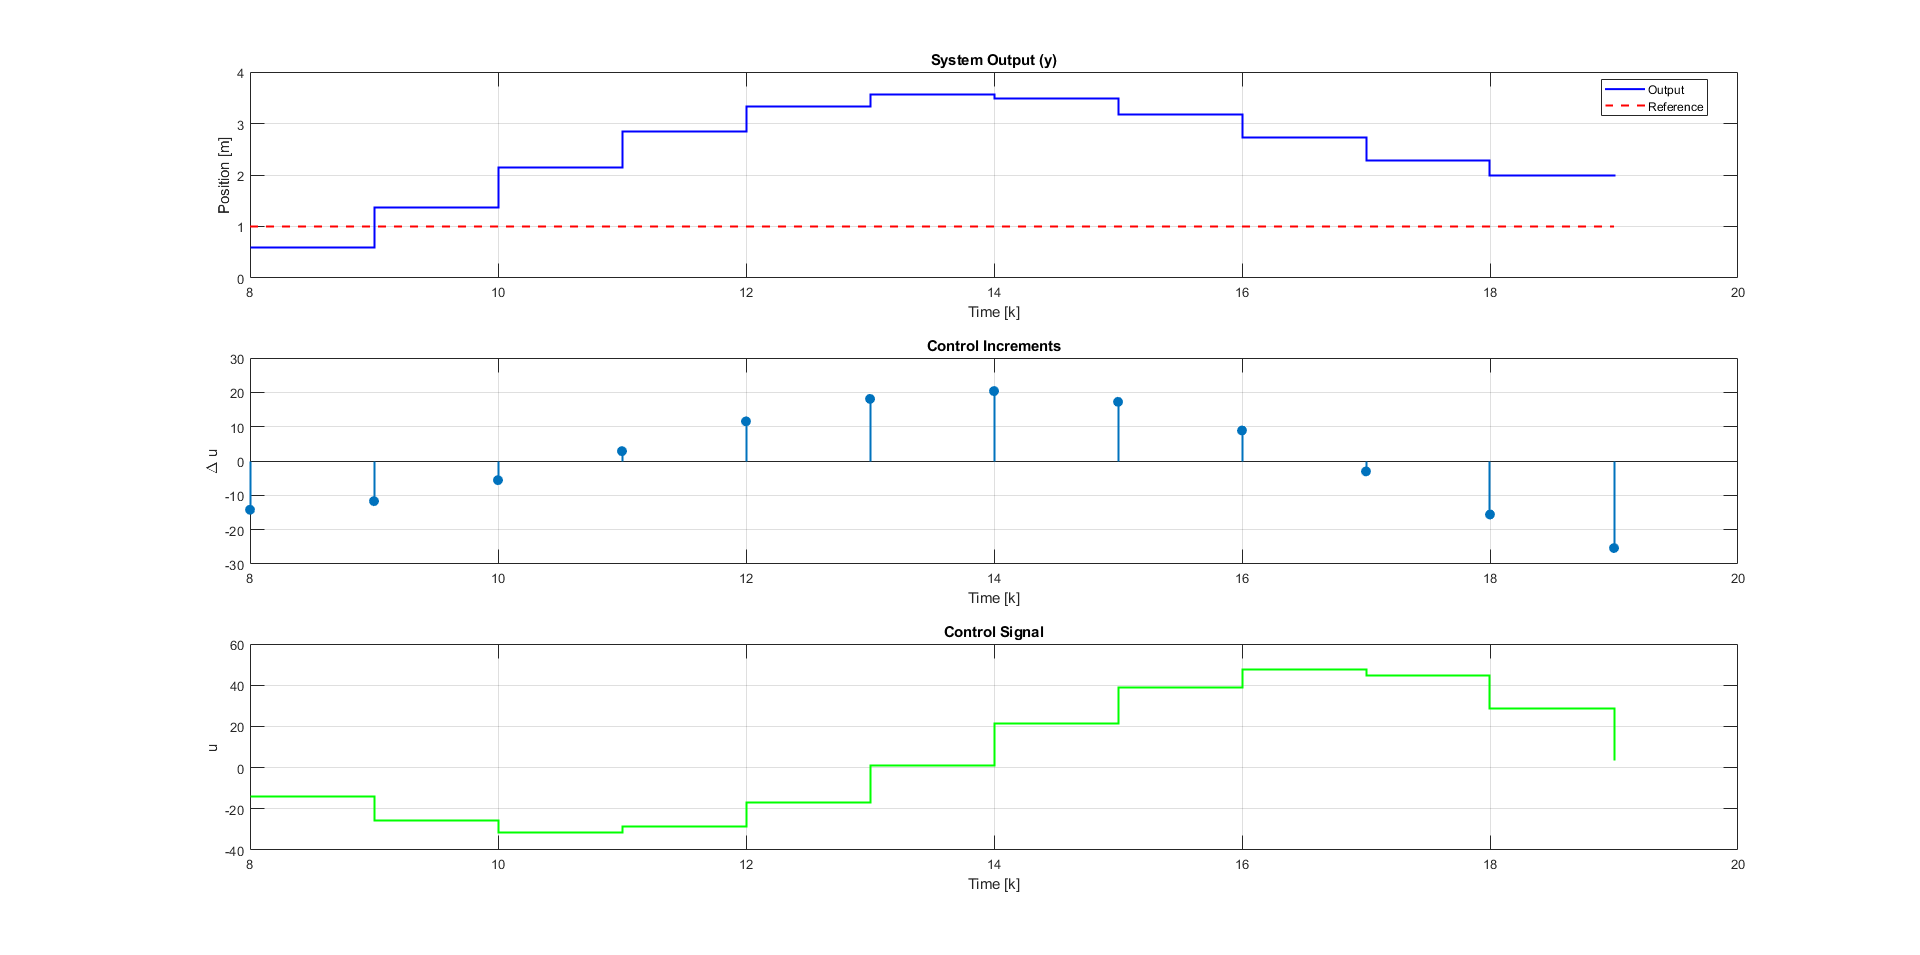 System Output (y)
4
3
2
1
0
Position [m]
Output
Reference
8 10 12 14 16 18 20
Time [k]
Control Increments
30
20
10
0
-10
-20
-30
Δ u
8 10 12 14 16 18 20
Time [k]
Control Signal
60
40
20
0
-20
-40
u
8 10 12 14 16 18 20
Time [k]